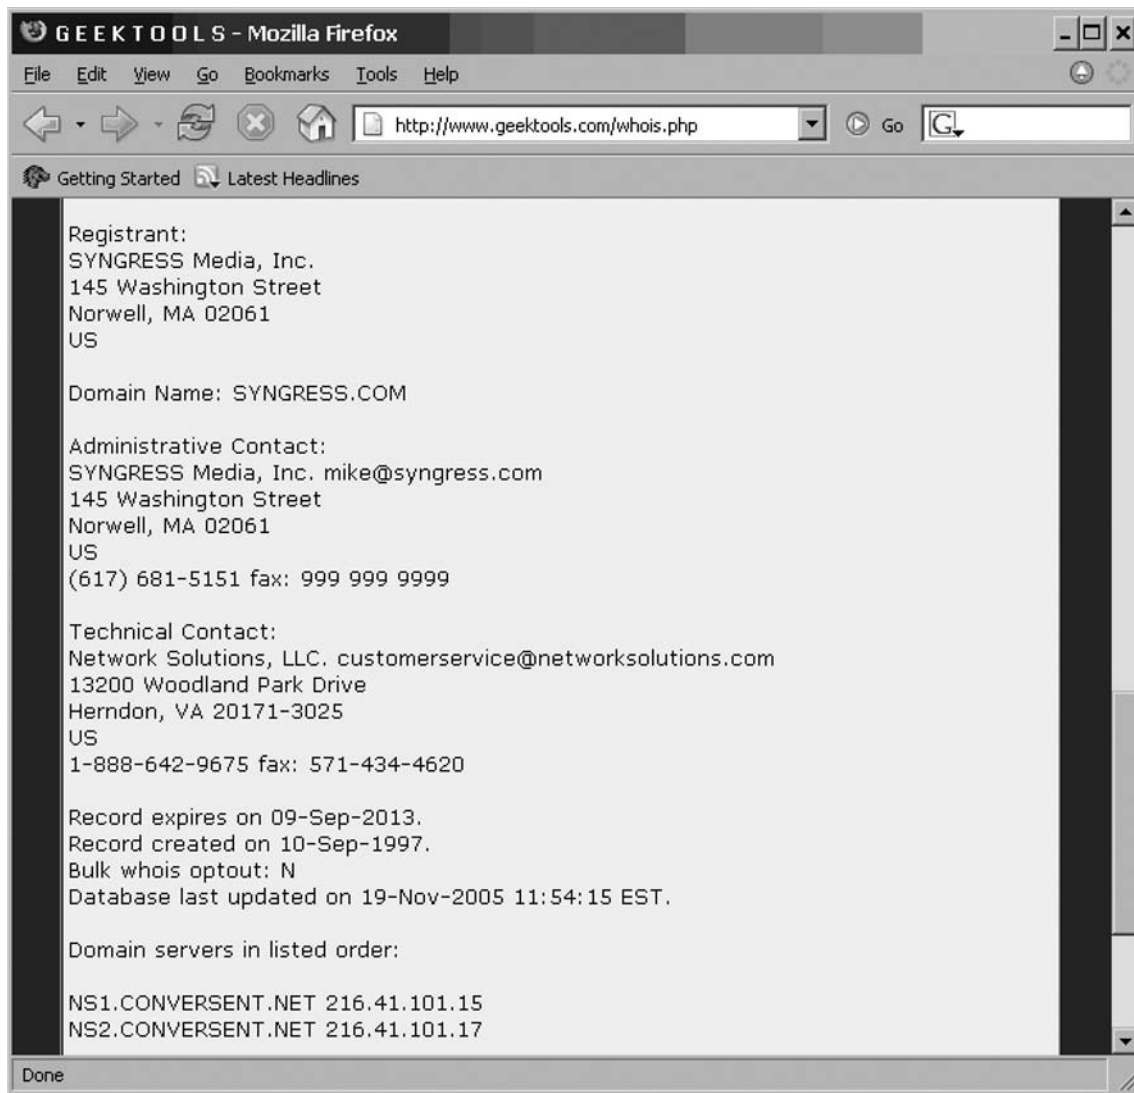 G E E K T O O L S - Mozilla Firefox
File Edit View Go Bookmarks Tools Help
http://www.geektools.com/whois.php Go G
Getting Started Latest Headlines
Registrant:
SYNGRESS Media, Inc.
145 Washington Street
Norwell, MA 02061
US
Domain Name: SYNGRESS.COM
Administrative Contact:
SYNGRESS Media, Inc. mike@syngress.com
145 Washington Street
Norwell, MA 02061
US
(617) 681-5151 fax: 999 999 9999
Technical Contact:
Network Solutions, LLC. customerservice@networksolutions.com
13200 Woodland Park Drive
Herndon, VA 20171-3025
US
1-888-642-9675 fax: 571-434-4620
Record expires on 09-Sep-2013.
Record created on 10-Sep-1997.
Bulk whois optout: N
Database last updated on 19-Nov-2005 11:54:15 EST.
Domain servers in listed order:
NS1.CONVERSENT.NET 216.41.101.15
NS2.CONVERSENT.NET 216.41.101.17
Done